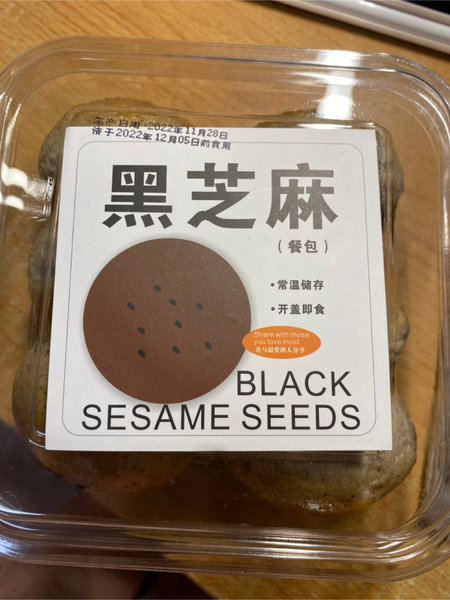 生产日期:2022年11月28日
请于2022年12月05日前食用
黑芝麻
(餐包)
·常温储存
·开盖即食
Share with those
you love most
共与最爱的人分享
BLACK
SESAME SEEDS